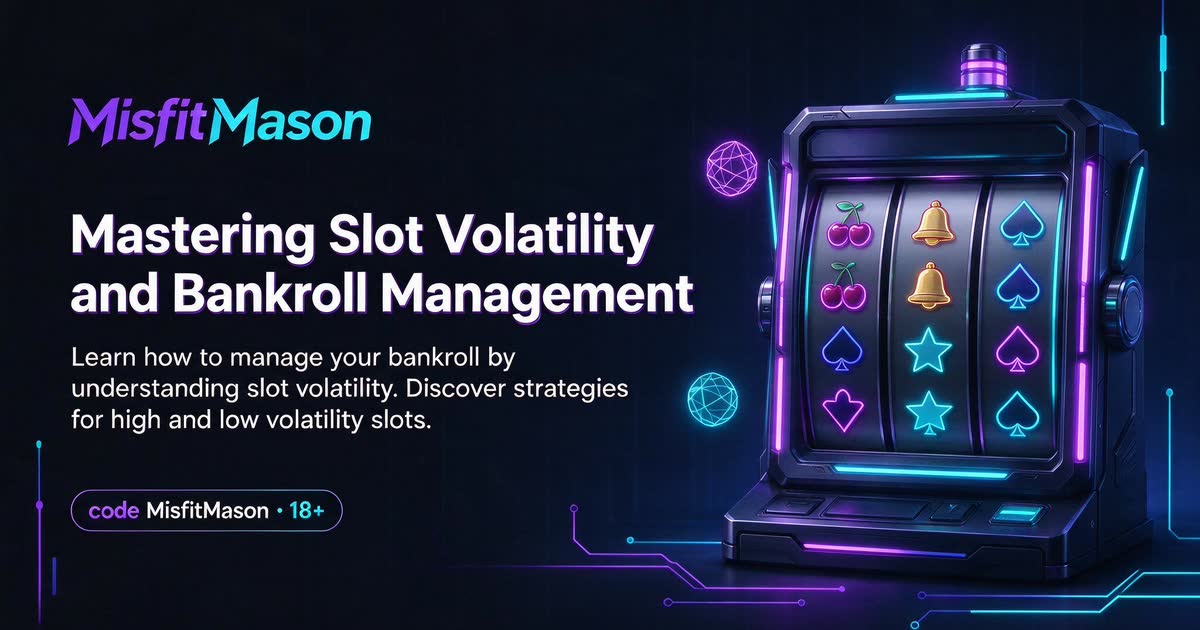 MisfitMason
Mastering Slot Volatility
and Bankroll Management
Learn how to manage your bankroll by
understanding slot volatility. Discover strategies
for high and low volatility slots.
code MisfitMason • 18+